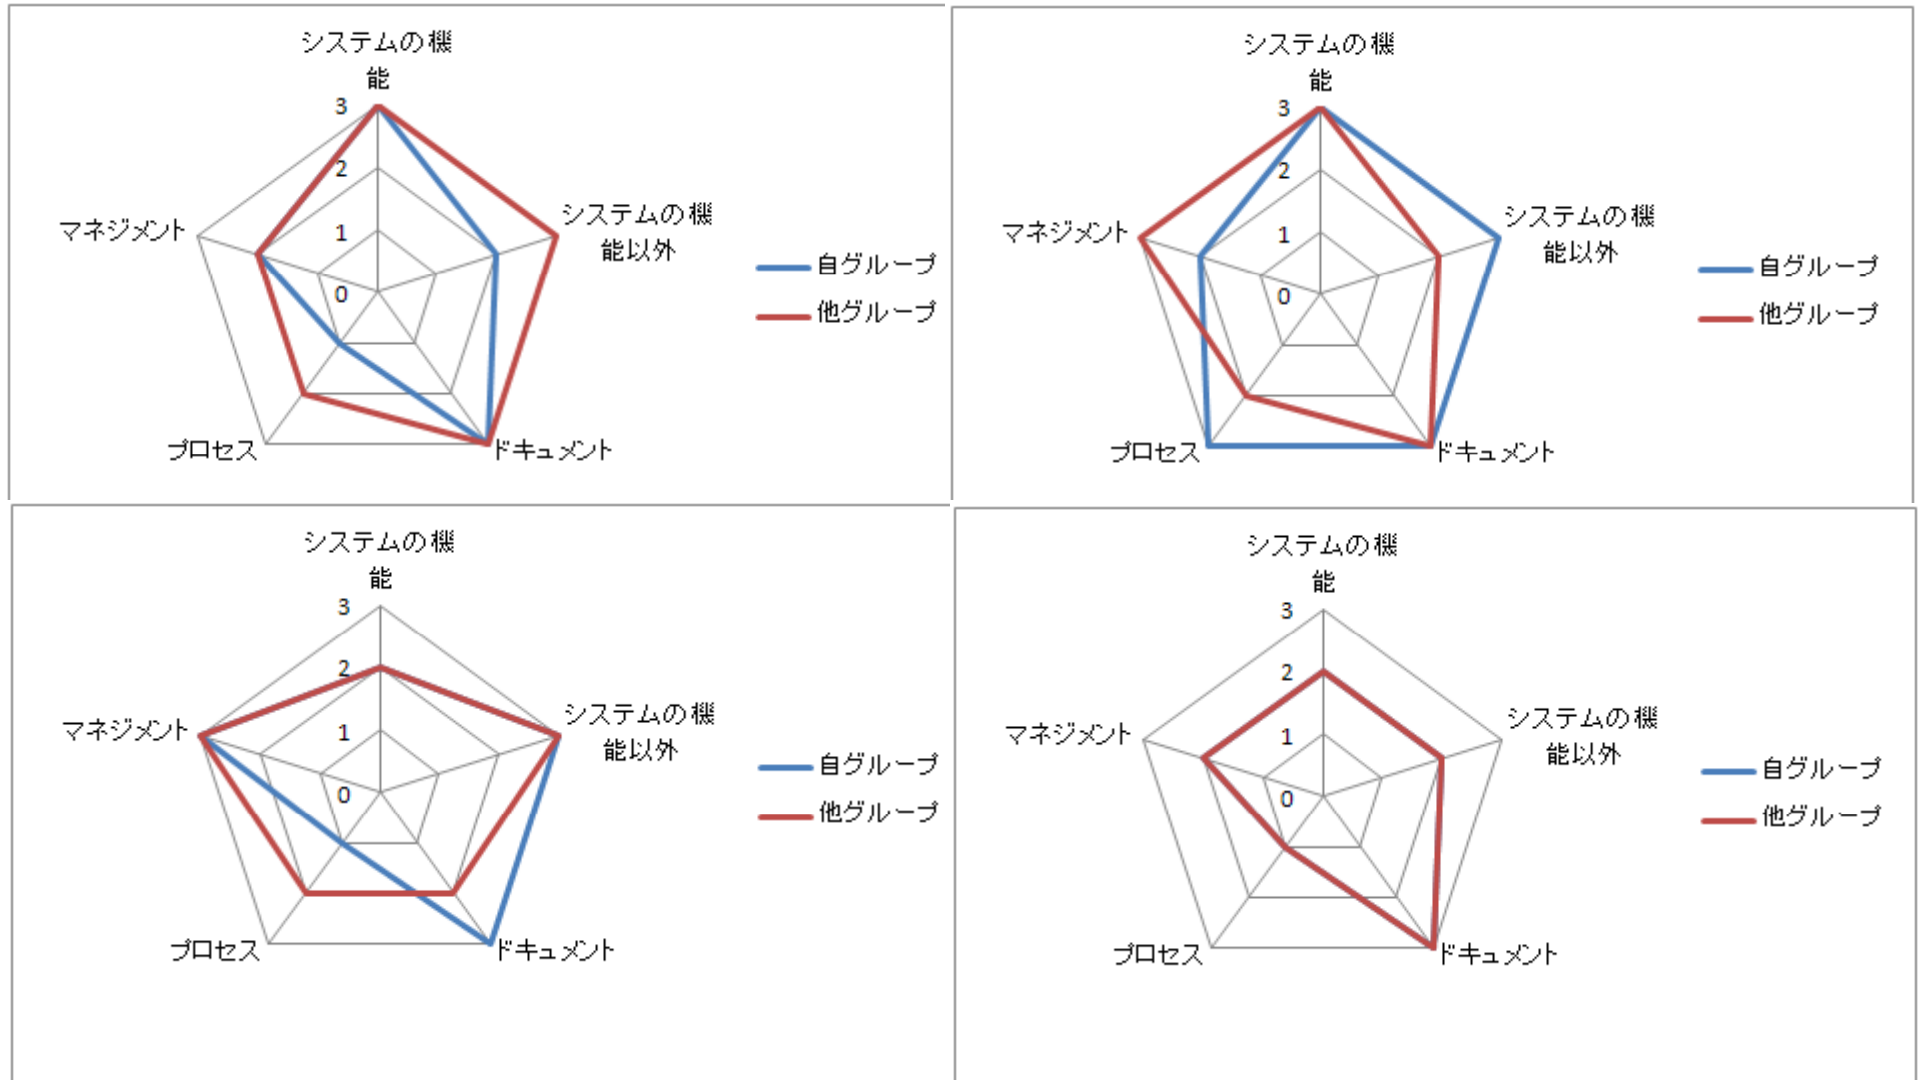 システムの機
能
3
2
1
0
システムの機
能以外
ドキュメント
プロセス
マネジメント
自グループ
他グループ
システムの機
能
3
2
1
0
システムの機
能以外
ドキュメント
プロセス
マネジメント
自グループ
他グループ
システムの機
能
3
2
1
0
システムの機
能以外
ドキュメント
プロセス
マネジメント
自グループ
他グループ
システムの機
能
3
2
1
0
システムの機
能以外
ドキュメント
プロセス
マネジメント
自グループ
他グループ